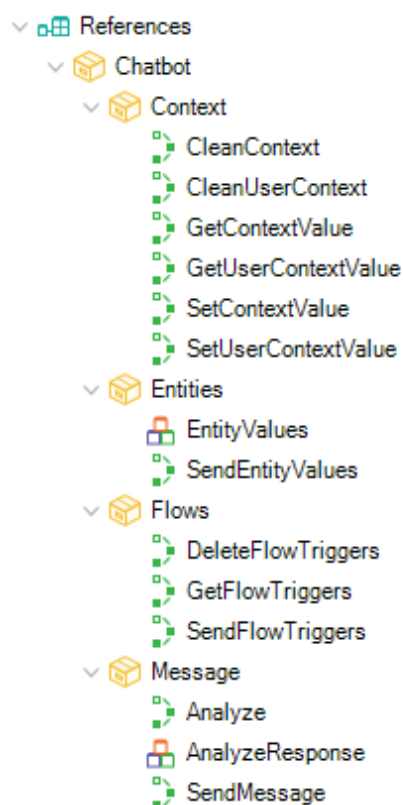 References
Chatbot
Context
CleanContext
CleanUserContext
GetContextValue
GetUserContextValue
SetContextValue
SetUserContextValue
Entities
EntityValues
SendEntityValues
Flows
DeleteFlowTriggers
GetFlowTriggers
SendFlowTriggers
Message
Analyze
AnalyzeResponse
SendMessage